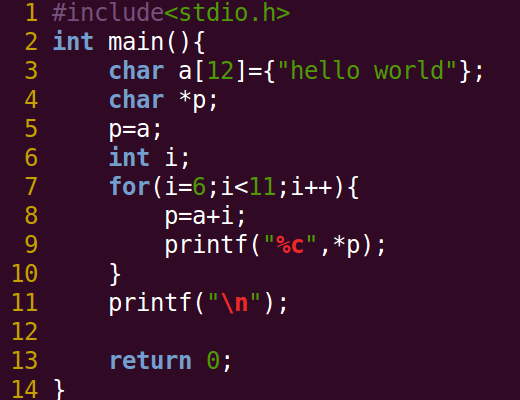 1 #include<stdio.h>
2 int main(){
3     char a[12]={"hello world"};
4     char *p;
5     p=a;
6     int i;
7     for(i=6;i<11;i++){
8         p=a+i;
9         printf("%c",*p);
10     }
11     printf("\n");
12
13     return 0;
14 }